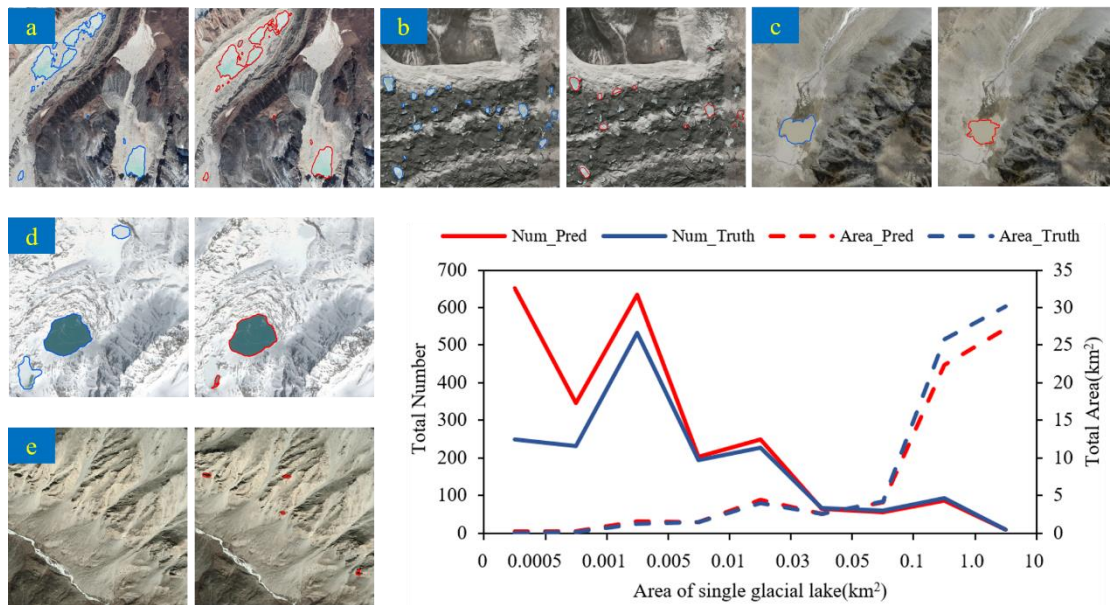 a
b
c
d
e
Num_Pred Num_Truth Area_Pred Area_Truth
700 35
600 30
500 25
400 20
300 15
200 10
100 5
0 0
Total Number
Total Area(km²)
0 0.0005 0.001 0.005 0.01 0.03 0.05 0.1 1.0 10
Area of single glacial lake(km²)